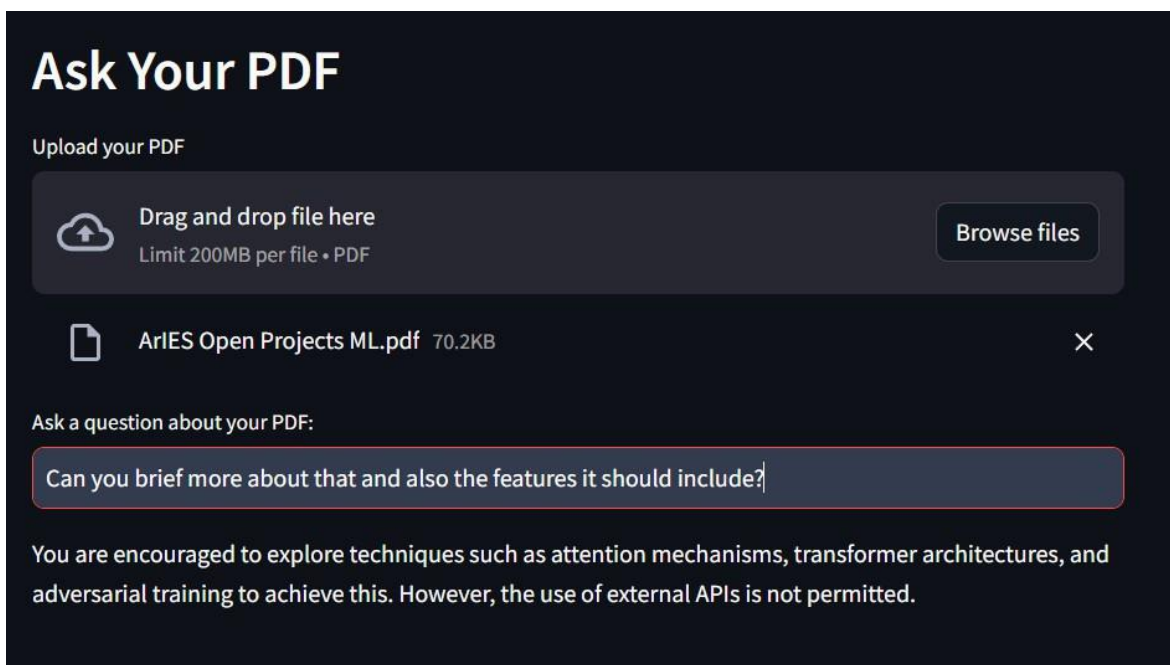 Ask Your PDF
Upload your PDF
Drag and drop file here
Limit 200MB per file • PDF
Browse files
ArIES Open Projects ML.pdf 70.2KB
Ask a question about your PDF:
Can you brief more about that and also the features it should include?
You are encouraged to explore techniques such as attention mechanisms, transformer architectures, and
adversarial training to achieve this. However, the use of external APIs is not permitted.